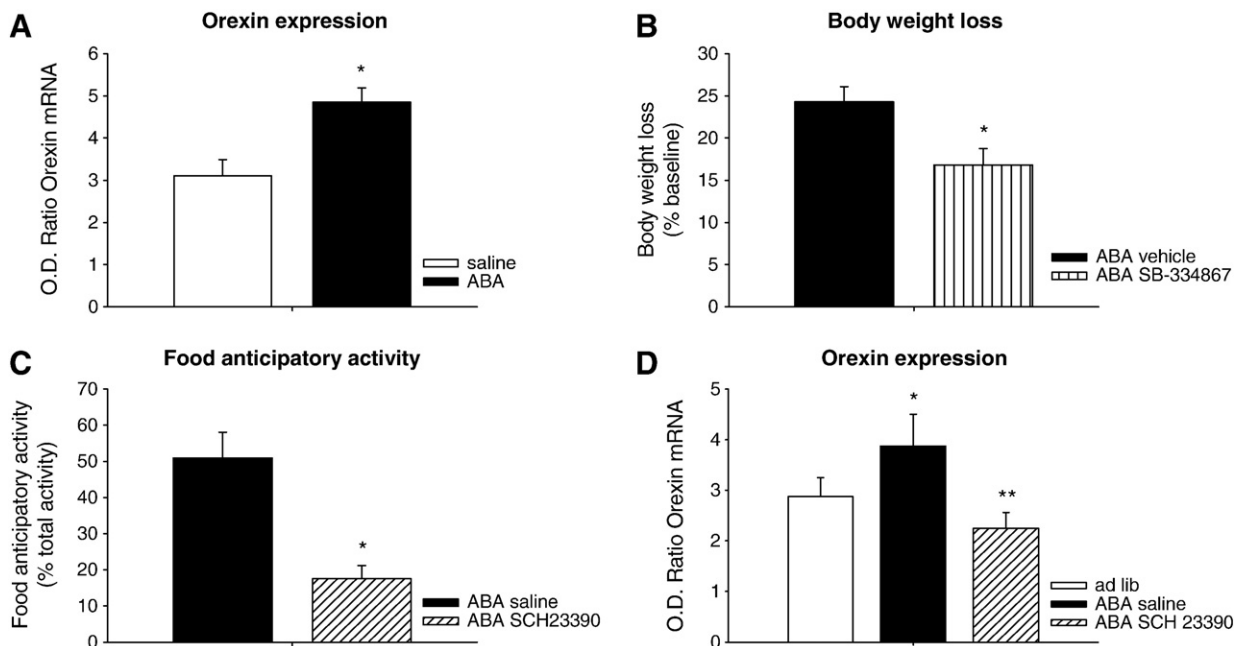 A
Orexin expression
O.D. Ratio Orexin mRNA
6
5
4
3
2
1
0
*
saline
ABA
B
Body weight loss
Body weight loss
(% baseline)
30
25
20
15
10
5
0
*
ABA vehicle
ABA SB-334867
C
Food anticipatory activity
Food anticipatory activity
(% total activity)
70
60
50
40
30
20
10
0
*
ABA saline
ABA SCH23390
D
Orexin expression
O.D. Ratio Orexin mRNA
5
4
3
2
1
0
*
**
ad lib
ABA saline
ABA SCH 23390